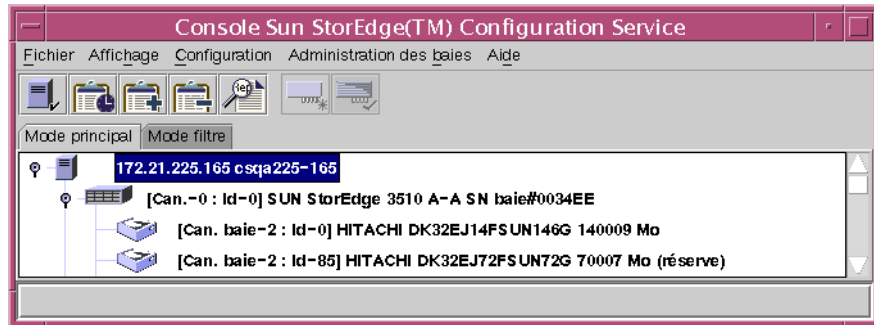 Console Sun StorEdge(TM) Configuration Service
Fichier Affichage Configuration Administration des baies Aide
Mode principal Mode filtre
172.21.225.165 csqa225-165
[Can.-0 : Id-0] SUN StorEdge 3510 A-A SN baie#0034EE
[Can. baie-2 : Id-0] HITACHI DK32EJ14FSUN146G 140009 Mo
[Can. baie-2 : Id-85] HITACHI DK32EJ72FSUN72G 70007 Mo (réserve)